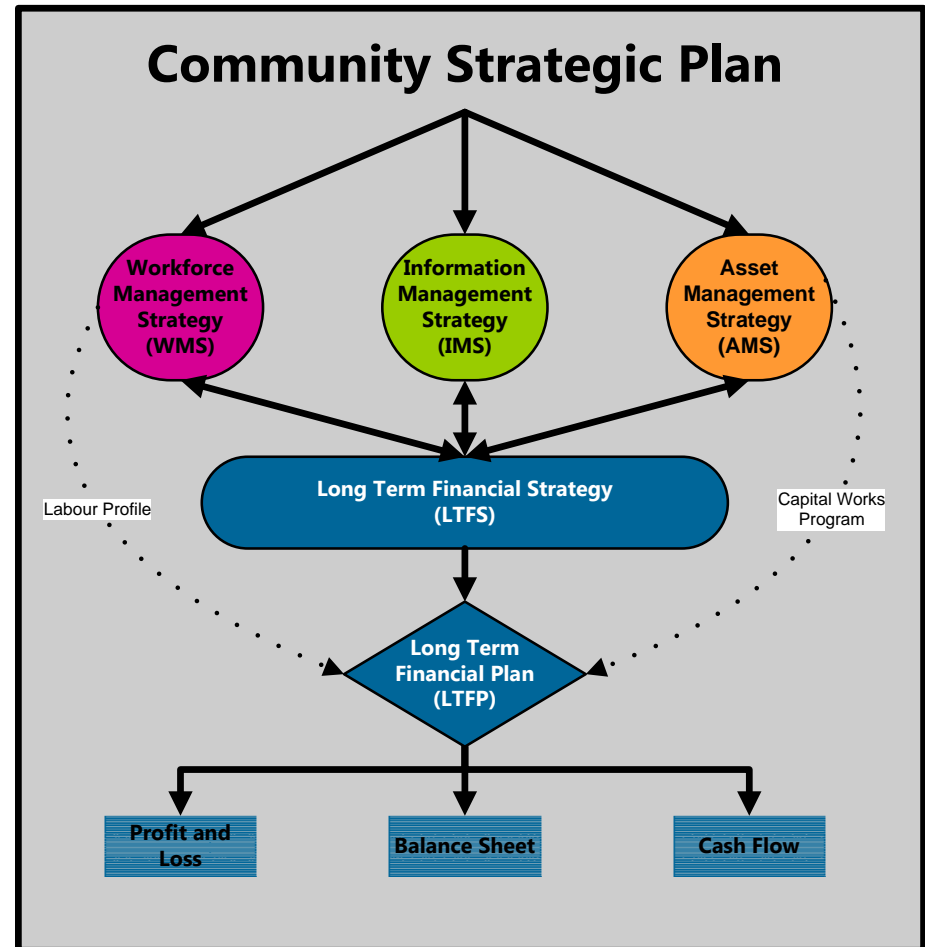 Community Strategic Plan
Workforce
Management
Strategy
(WMS)
Information
Management
Strategy
(IMS)
Asset
Management
Strategy
(AMS)
Long Term Financial Strategy
(LTFS)
Labour Profile
Capital Works
Program
Long Term
Financial Plan
(LTFP)
Profit and
Loss
Balance Sheet
Cash Flow